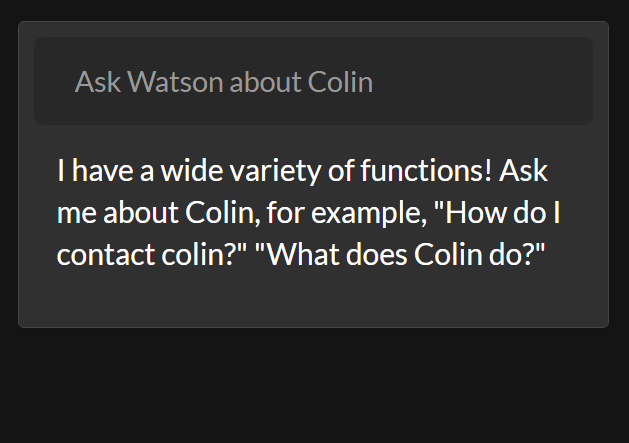 Ask Watson about Colin
I have a wide variety of functions! Ask
me about Colin, for example, "How do I
contact colin?" "What does Colin do?"